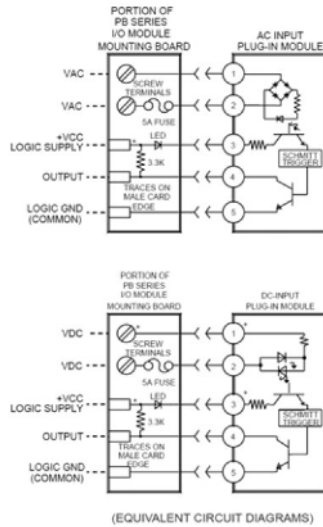 PORTION OF
PB SERIES
I/O MODULE
MOUNTING BOARD
AC INPUT
PLUG-IN MODULE
VAC
SCREW
TERMINALS
1
VAC
5A FUSE
2
+VCC
LOGIC SUPPLY
LED
3
3.3K
SCHMITT
TRIGGER
OUTPUT
4
TRACES ON
MALE CARD
EDGE
LOGIC GND
(COMMON)
5
PORTION OF
PB SERIES
I/O MODULE
MOUNTING BOARD
DC-INPUT
PLUG-IN MODULE
VDC
+
1
+
SCREW
TERMINALS
VDC
2
5A FUSE
+VCC
LOGIC SUPPLY
+
LED
3
+
3.3K
SCHMITT
TRIGGER
OUTPUT
4
TRACES ON
MALE CARD
EDGE
LOGIC GND
(COMMON)
5
(EQUIVALENT CIRCUIT DIAGRAMS)